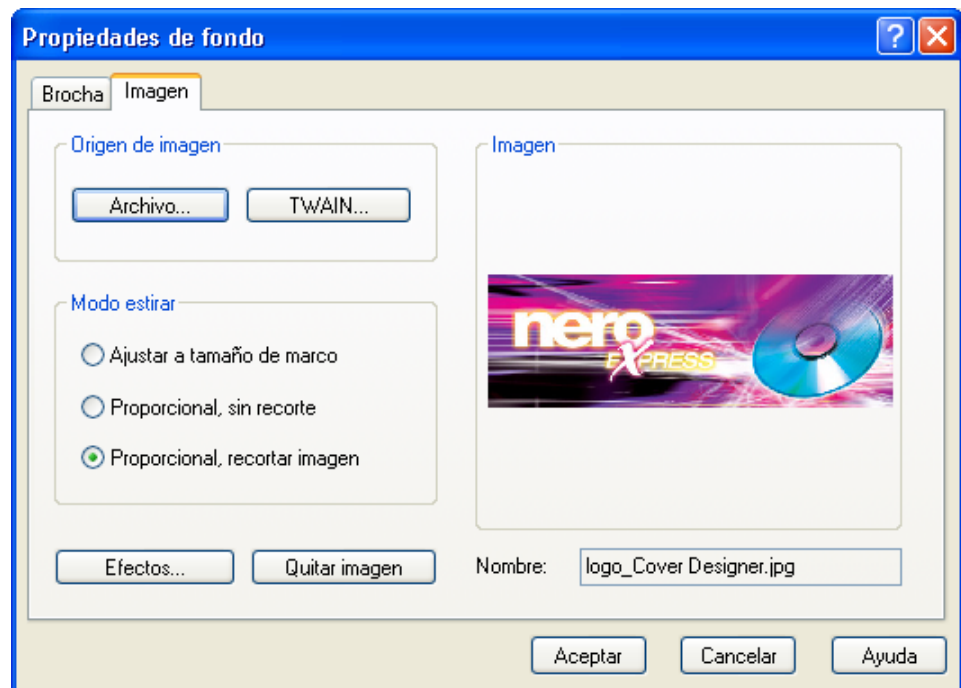 Propiedades de fondo
Brocha
Imagen
Origen de imagen
Archivo...
TWAIN...
Modo estirar
Ajustar a tamaño de marco
Proporcional, sin recorte
Proporcional, recortar imagen
Efectos...
Quitar imagen
Imagen
nero
EXPRESS
Nombre:
logo_Cover Designer.jpg
Aceptar
Cancelar
Ayuda